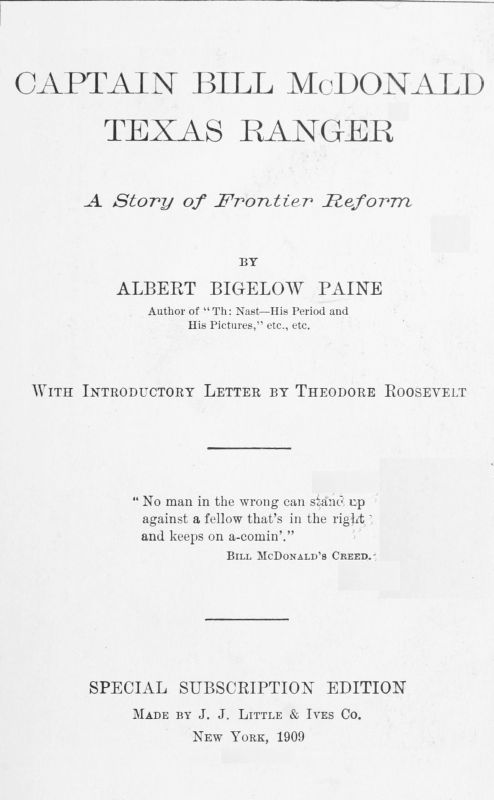 CAPTAIN BILL McDONALD
TEXAS RANGER
A Story of Frontier Reform
BY
ALBERT BIGELOW PAINE
Author of "Th: Nast—His Period and
His Pictures," etc., etc.
With Introductory Letter by Theodore Roosevelt
"No man in the wrong can stand up
against a fellow that's in the right
and keeps on a-comin'."
Bill McDonald's Creed.
SPECIAL SUBSCRIPTION EDITION
Made by J. J. Little & Ives Co.
New York, 1909